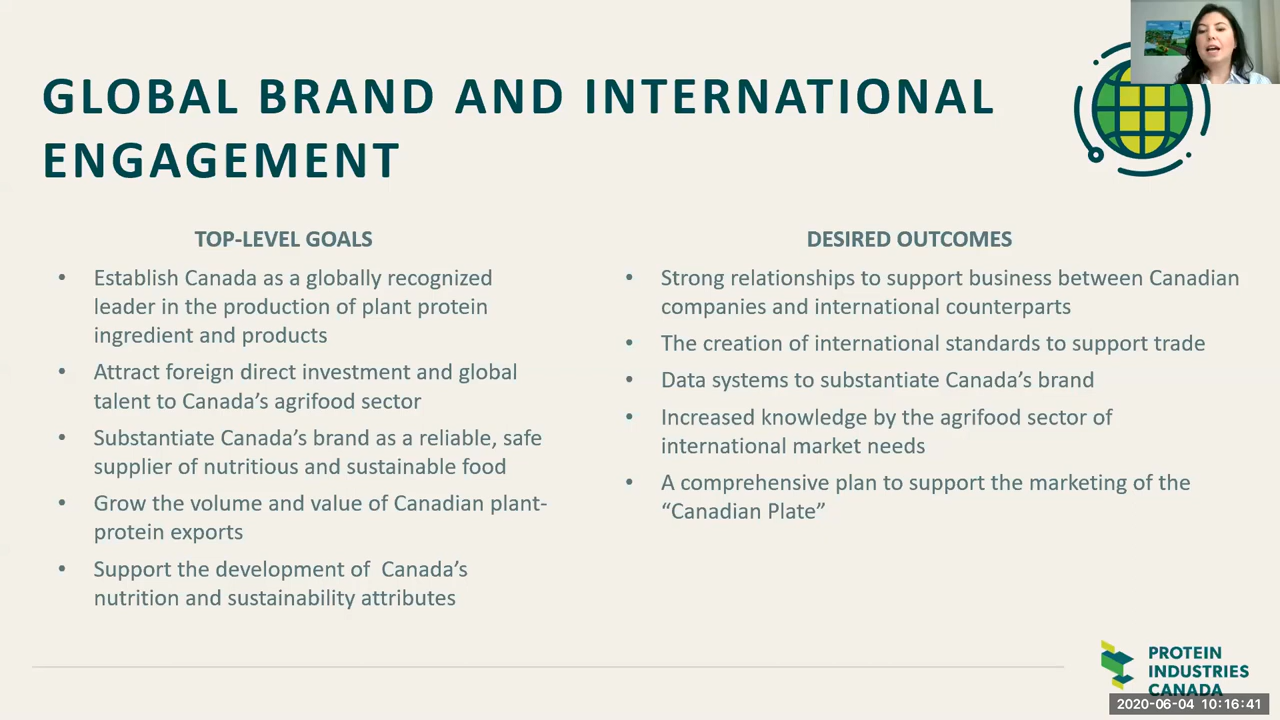 GLOBAL BRAND AND INTERNATIONAL
ENGAGEMENT
TOP-LEVEL GOALS
• Establish Canada as a globally recognized
leader in the production of plant protein
ingredient and products
• Attract foreign direct investment and global
talent to Canada’s agrifood sector
• Substantiate Canada’s brand as a reliable, safe
supplier of nutritious and sustainable food
• Grow the volume and value of Canadian plant-
protein exports
• Support the development of  Canada’s
nutrition and sustainability attributes
DESIRED OUTCOMES
• Strong relationships to support business between Canadian
companies and international counterparts
• The creation of international standards to support trade
• Data systems to substantiate Canada’s brand
• Increased knowledge by the agrifood sector of
international market needs
• A comprehensive plan to support the marketing of the
“Canadian Plate”
PROTEIN
INDUSTRIES
CANADA
2020-06-04 10:16:41